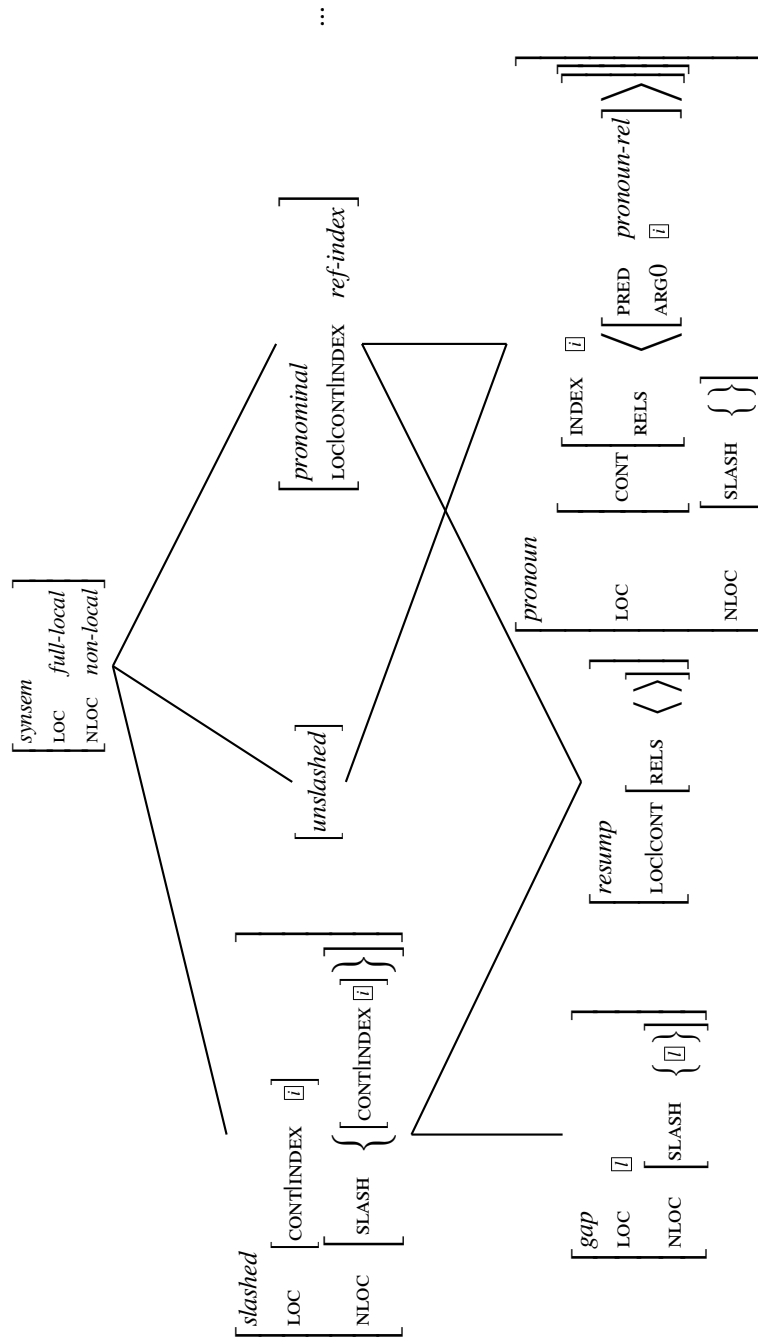 ...
synsem
LOC full-local
NLOC non-local
slashed
LOC [CONT|INDEX i]
NLOC [SLASH { [CONT|INDEX i] }]
[unslashed]
pronominal
LOC|CONT|INDEX ref-index
gap
LOC l
NLOC [SLASH { l }]
resump
LOC|CONT [RELS ⟨⟩]
pronoun
LOC [CONT [INDEX i
RELS ⟨ [PRED pronoun-rel
ARG0 i] ⟩ ] ]
NLOC [SLASH { }]